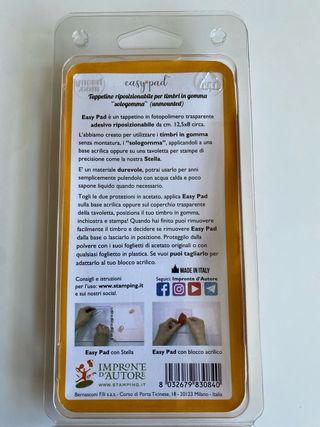 easy pad
Tappetino riposizionabile per timbri in gomma
"sologomma" (unmounted)
Easy Pad è un tappetino in fotopolimero trasparente
adesivo riposizionabile da cm. 12,5x8 circa.
L'abbiamo creato per utilizzare i timbri in gomma
senza montatura, i "sologomma", applicandoli a una
base acrilica oppure su una tavoletta per stampe di
precisione come la nostra Stella.
E' un materiale durevole, potrai usarlo per anni
semplicemente pulendolo con acqua calda e poco
sapone liquido quando necessario.
Togli le due protezioni in acetato, applica Easy Pad
sulla base acrilica oppure sul coperchio trasparente
della tavoletta, posiziona il tuo timbro in gomma,
inchiostra e stampa! Quando hai finito puoi rimuovere
facilmente il timbro e decidere se rimuovere Easy Pad
dalla base o lasciarlo in posizione. Proteggilo dalla
polvere con i suoi foglietti di acetato originali o con
qualsiasi foglietto in plastica. Se vuoi puoi tagliarlo per
adattarlo al tuo blocco acrilico.
MADE IN ITALY
Consigli e istruzioni
per l'uso: www.stamping.it
e sui nostri social.
Seguici: Impronte d'Autore
Easy Pad con Stella
Easy Pad con blocco acrilico
IMPRONTE
D'AUTORE
WWW.STAMPING.IT
8 032679 830840
Bernasconi F.lli s.a.s - Corso di Porta Ticinese, 18 - 20123 Milano - Italia